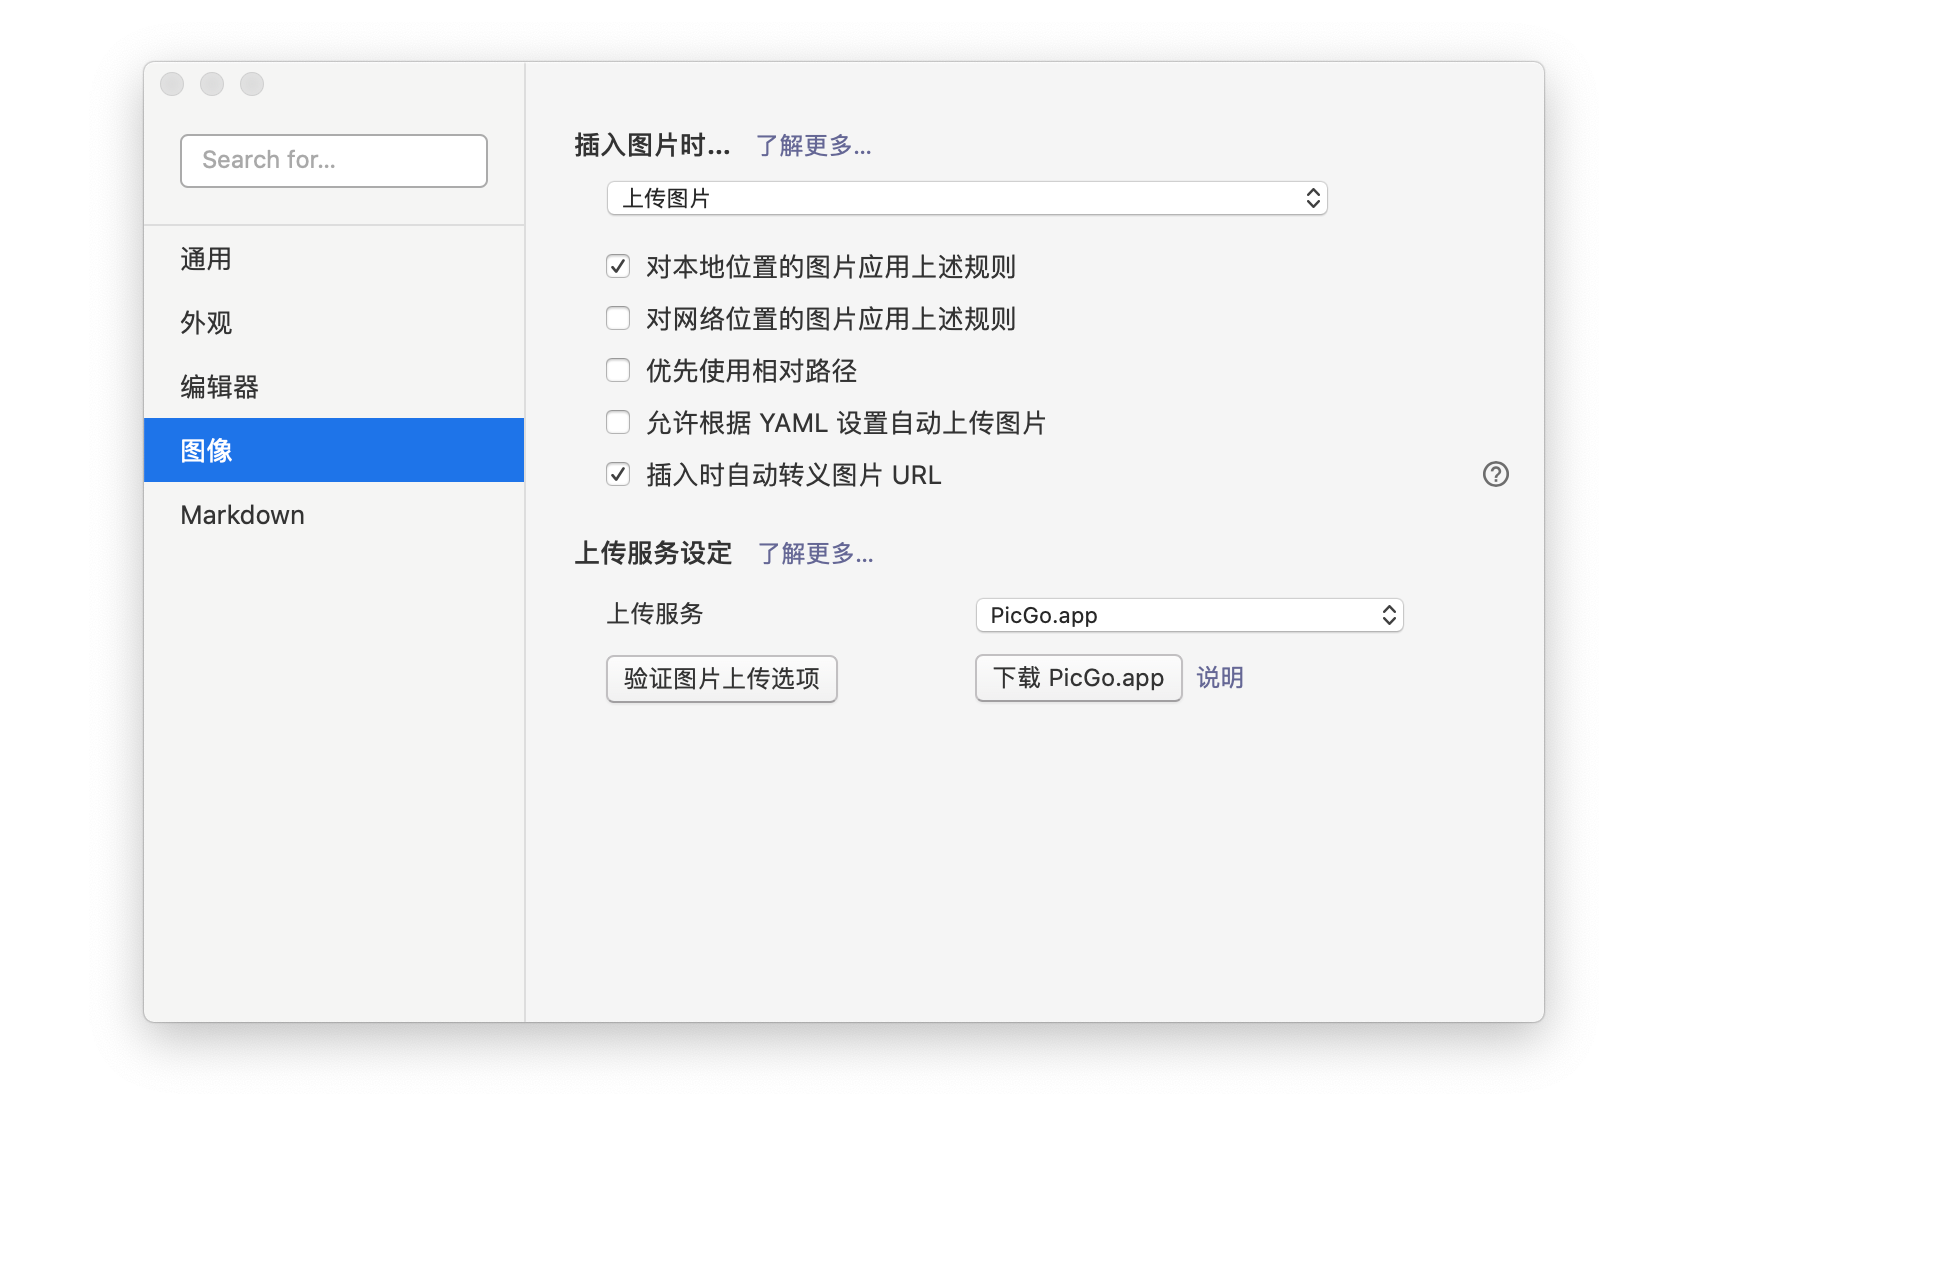 Search for...
通用
外观
编辑器
图像
Markdown
插入图片时... 了解更多...
上传图片
对本地位置的图片应用上述规则
对网络位置的图片应用上述规则
优先使用相对路径
允许根据 YAML 设置自动上传图片
插入时自动转义图片 URL
上传服务设定 了解更多...
上传服务 PicGo.app
验证图片上传选项 下载 PicGo.app 说明